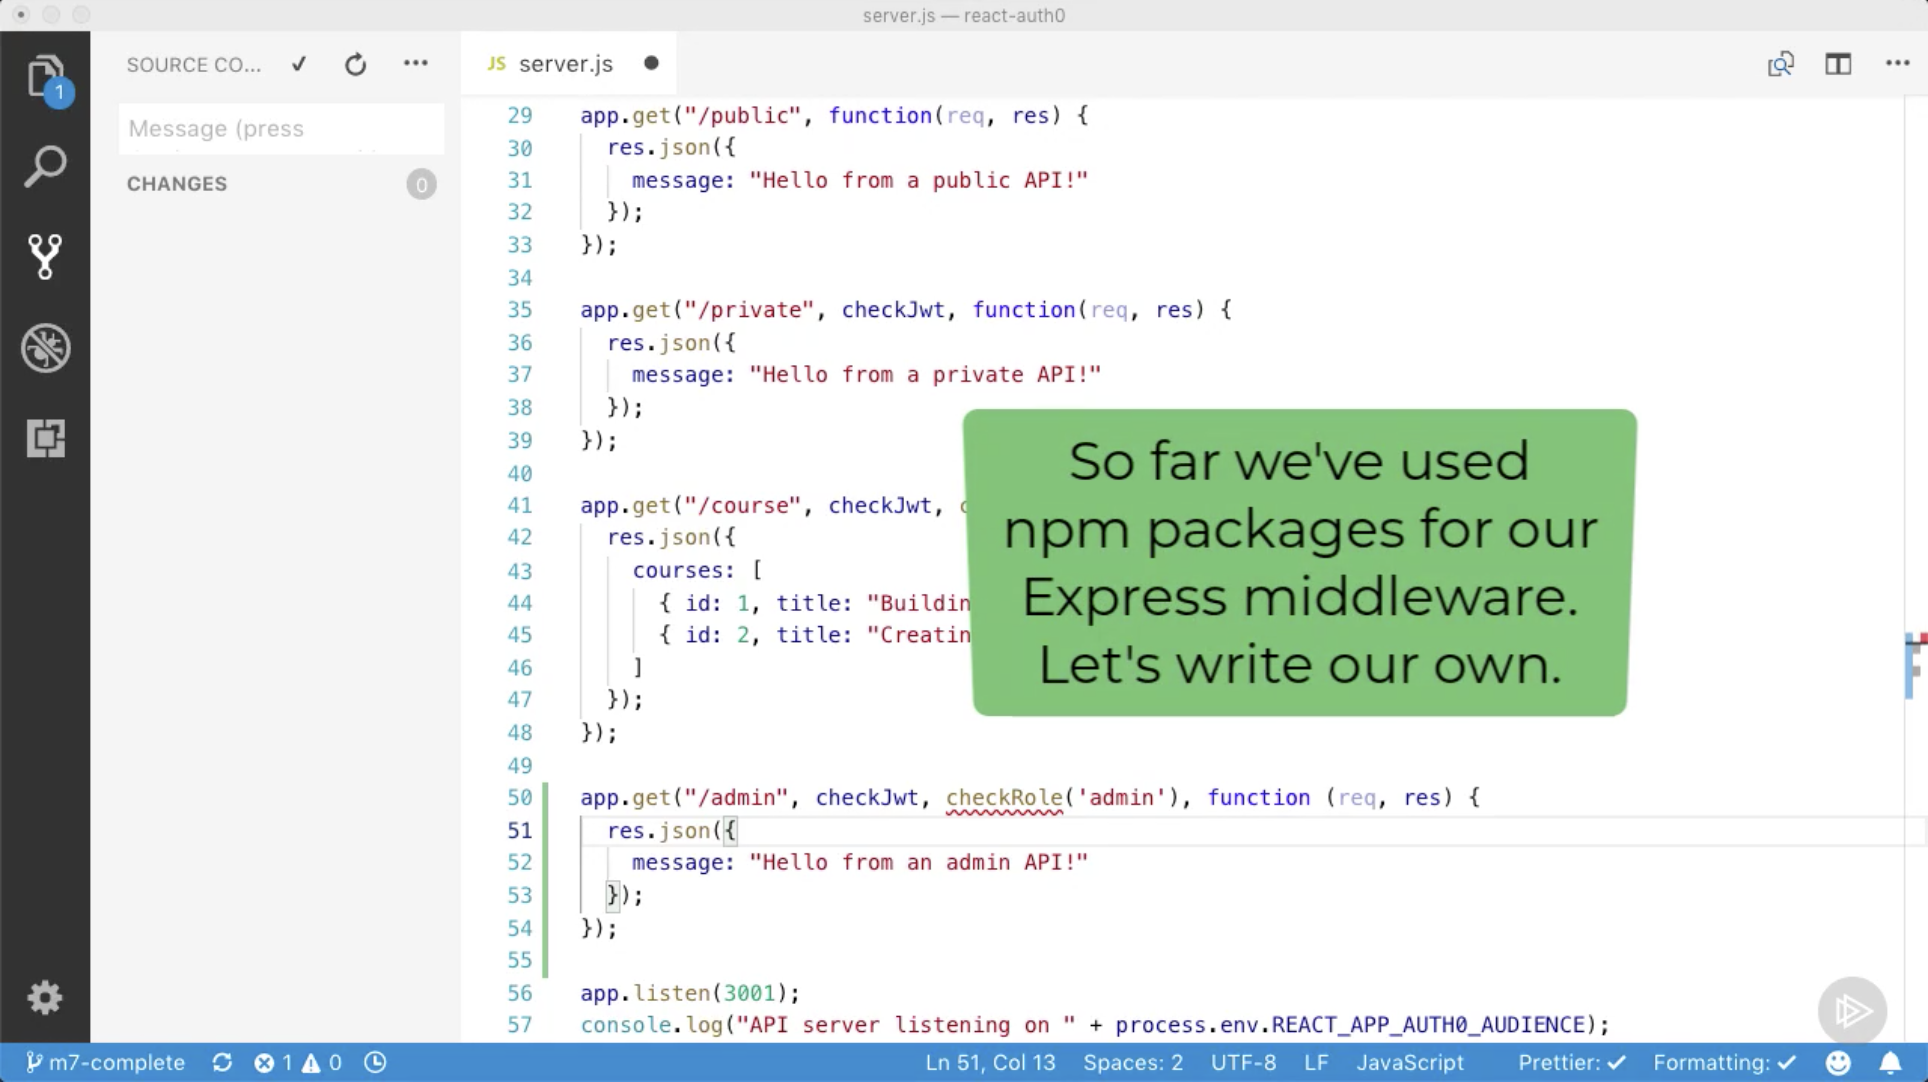 server.js — react-auth0
SOURCE CO...
JS server.js
1
Message (press
CHANGES 0
29 app.get("/public", function(req, res) {
30 res.json({
31 message: "Hello from a public API!"
32 });
33 });
34
35 app.get("/private", checkJwt, function(req, res) {
36 res.json({
37 message: "Hello from a private API!"
38 });
39 });
40
41 app.get("/course", checkJwt,
42 res.json({
43 courses: [
44 { id: 1, title: "Buildin
45 { id: 2, title: "Creatin
46 ]
47 });
48 });
49
50 app.get("/admin", checkJwt, checkRole('admin'), function (req, res) {
51 res.json({
52 message: "Hello from an admin API!"
53 });
54 });
55
56 app.listen(3001);
57 console.log("API server listening on " + process.env.REACT_APP_AUTH0_AUDIENCE);
So far we've used
npm packages for our
Express middleware.
Let's write our own.
m7-complete 1 0 Ln 51, Col 13 Spaces: 2 UTF-8 LF JavaScript Prettier: ✓ Formatting: ✓